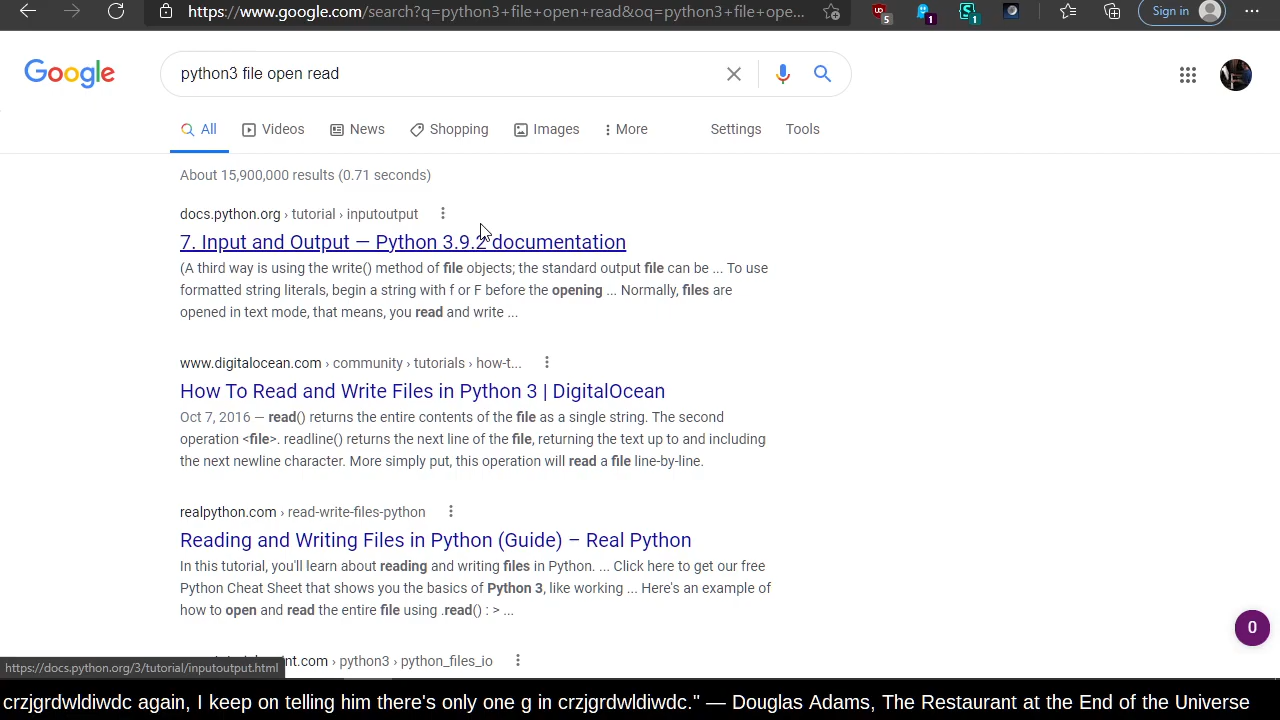 https://www.google.com/search?q=python3+file+open+read&oq=python3+file+ope...
5
1
1
Sign in
Google
python3 file open read
All
Videos
News
Shopping
Images
More
Settings
Tools
About 15,900,000 results (0.71 seconds)
docs.python.org › tutorial › inputoutput
7. Input and Output — Python 3.9.2 documentation
(A third way is using the write() method of file objects; the standard output file can be ... To use
formatted string literals, begin a string with f or F before the opening ... Normally, files are
opened in text mode, that means, you read and write ...
www.digitalocean.com › community › tutorials › how-t...
How To Read and Write Files in Python 3 | DigitalOcean
Oct 7, 2016 — read() returns the entire contents of the file as a single string. The second
operation <file>. readline() returns the next line of the file, returning the text up to and including
the next newline character. More simply put, this operation will read a file line-by-line.
realpython.com › read-write-files-python
Reading and Writing Files in Python (Guide) – Real Python
In this tutorial, you'll learn about reading and writing files in Python. ... Click here to get our free
Python Cheat Sheet that shows you the basics of Python 3, like working ... Here's an example of
how to open and read the entire file using .read() : > ...
0
.com › python3 › python_files_io
https://docs.python.org/3/tutorial/inputoutput.html
crzjgrdwldiwdc again, I keep on telling him there's only one g in crzjgrdwldiwdc." — Douglas Adams, The Restaurant at the End of the Universe